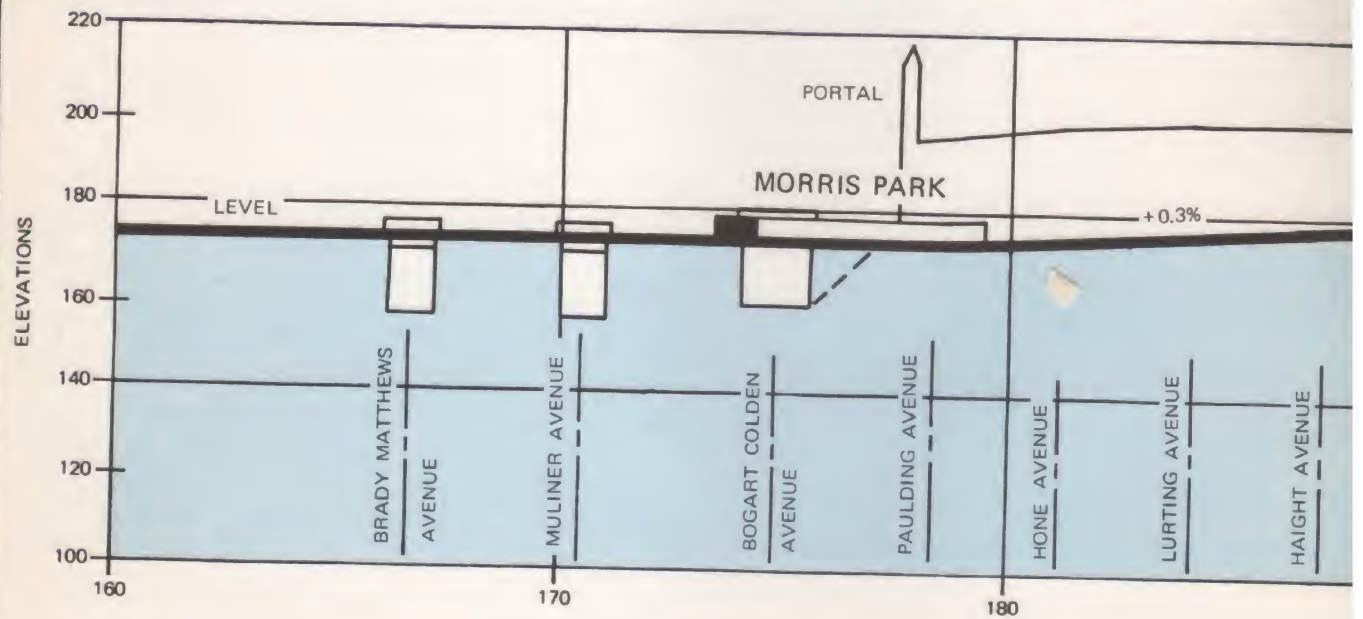 220
200
180
160
140
120
100
ELEVATIONS
PORTAL
MORRIS PARK
LEVEL
+0.3%
BRADY MATTHEWS
AVENUE
MULINER AVENUE
BOGART COLDEN
AVENUE
PAULDING AVENUE
HONE AVENUE
LURTING AVENUE
HAIGHT AVENUE
160
170
180